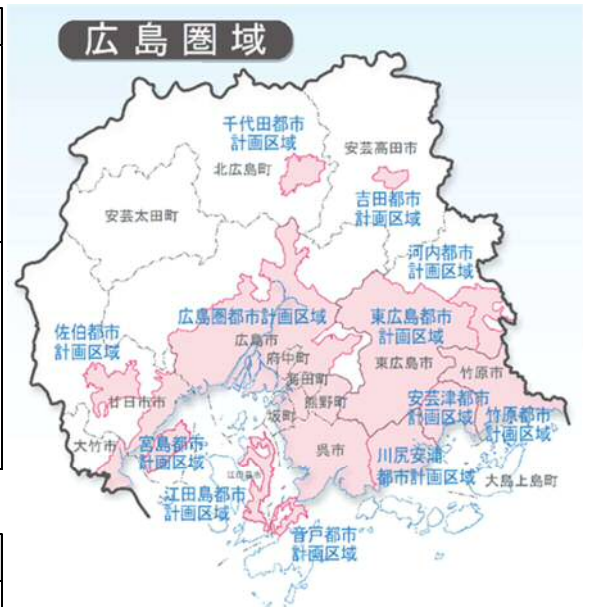 広島圏域
千代田都市
計画区域
安芸高田市
北広島町
吉田都市
計画区域
安芸太田町
河内都市
計画区域
広島圏都市計画区域
東広島都市
計画区域
佐伯都市
計画区域
広島市
府中町
東広島市
海田町
竹原市
廿日市市
熊野町
安芸津都市
計画区域
竹原都市
計画区域
坂町
大竹市
宮島都市
計画区域
呉市
川尻安浦
都市計画区域
江田島市
大島上島町
江田島都市
計画区域
音戸都市
計画区域